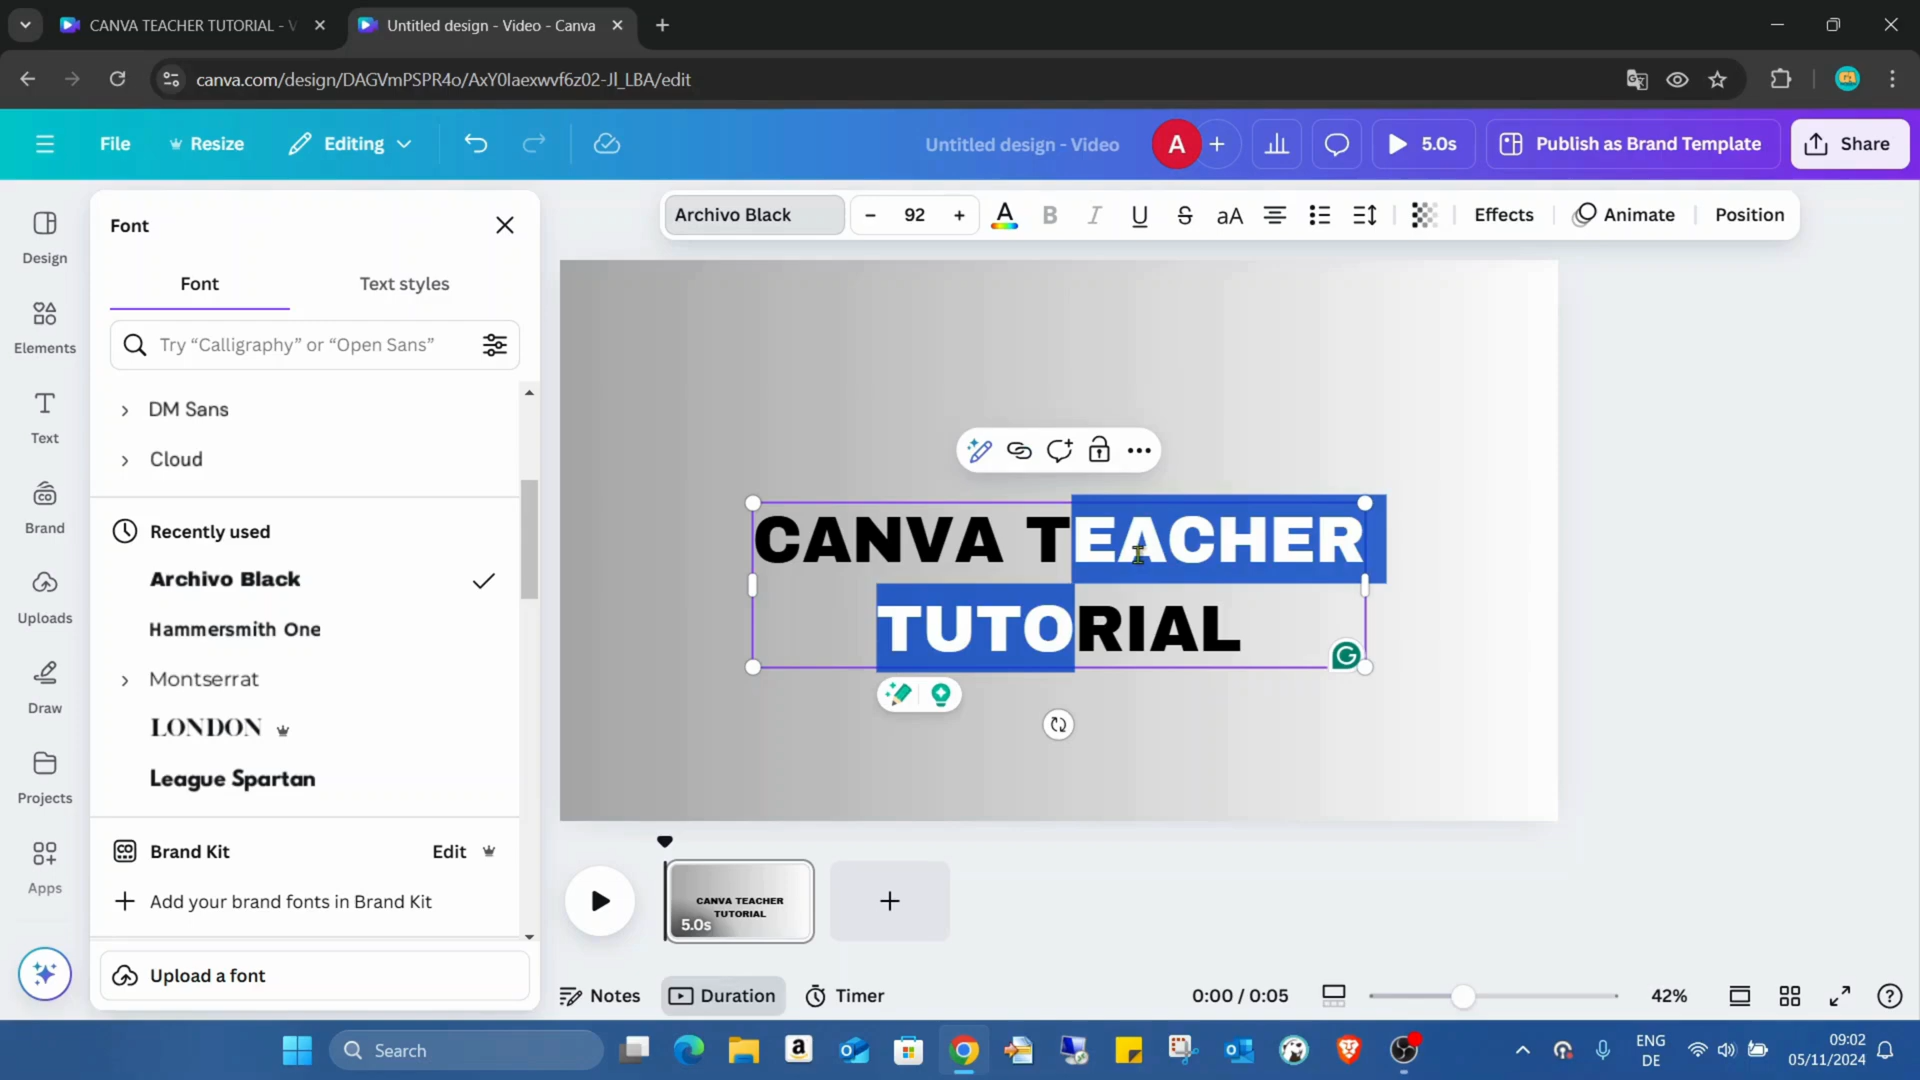 CANVA TEACHER TUTORIAL - V
Untitled design - Video - Canva
canva.com/design/DAGVmPSPR4o/AxY0Iaexwvf6z02-Jl_LBA/edit
File
Resize
Editing
Untitled design - Video
A
5.0s
Publish as Brand Template
Share
Design
Elements
Text
Brand
Uploads
Draw
Projects
Apps
Font
Font
Text styles
Try “Calligraphy” or “Open Sans”
DM Sans
Cloud
Recently used
Archivo Black
Hammersmith One
Montserrat
LONDON
League Spartan
Brand Kit
Edit
Add your brand fonts in Brand Kit
Upload a font
Archivo Black
92
A
B
I
U
S
aA
Effects
Animate
Position
CANVA TEACHER
TUTORIAL
CANVA TEACHER
TUTORIAL
5.0s
Notes
Duration
Timer
0:00 / 0:05
42%
Search
ENG
DE
09:02
05/11/2024